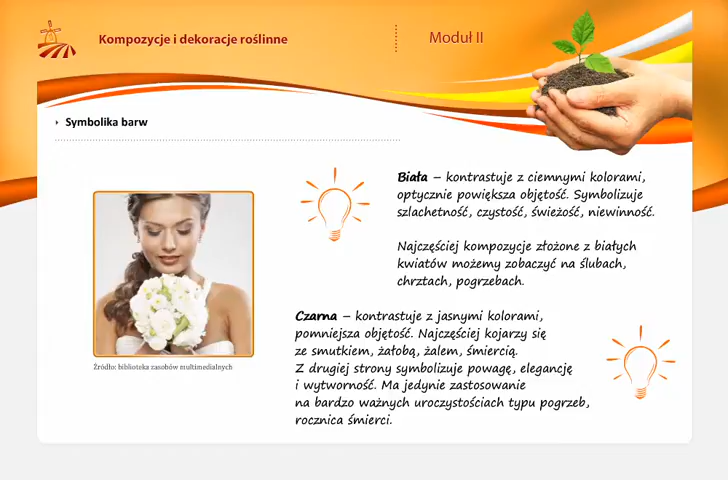 Kompozycje i dekoracje roślinne
Moduł II
Symbolika barw
Biała – kontrastuje z ciemnymi kolorami,
optycznie powiększa objętość. Symbolizuje
szlachetność, czystość, świeżość, niewinność.
Najczęściej kompozycje złożone z białych
kwiatów możemy zobaczyć na ślubach,
chrztach, pogrzebach.
Czarna – kontrastuje z jasnymi kolorami,
pomniejsza objętość. Najczęściej kojarzy się
ze smutkiem, żałobą, żalem, śmiercią.
Z drugiej strony symbolizuje powagę, elegancję
i wytworność. Ma jedynie zastosowanie
na bardzo ważnych uroczystościach typu pogrzeb,
rocznica śmierci.
Źródło: biblioteka zasobów multimedialnych